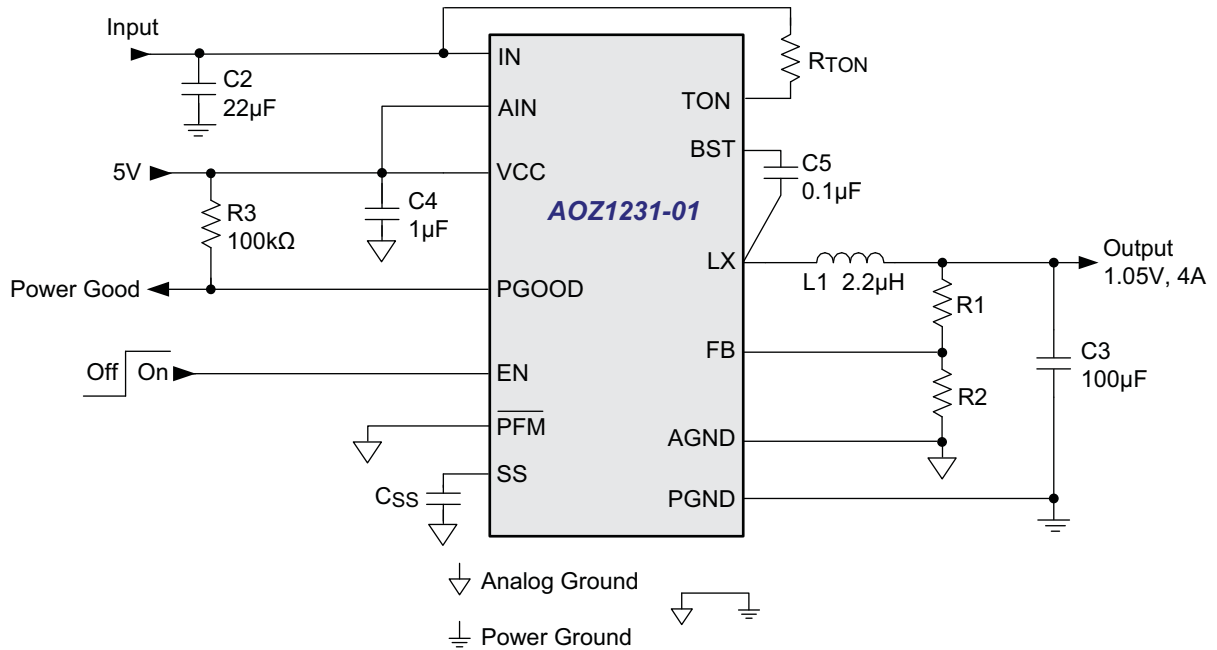 Input
C2
22µF
5V
R3
100kΩ
C4
1µF
Power Good
Off
On
CSS
IN
AIN
VCC
PGOOD
EN
PFM
SS
AOZ1231-01
TON
BST
LX
FB
AGND
PGND
RTON
C5
0.1µF
L1 2.2µH
Output
1.05V, 4A
R1
R2
C3
100µF
Analog Ground
Power Ground